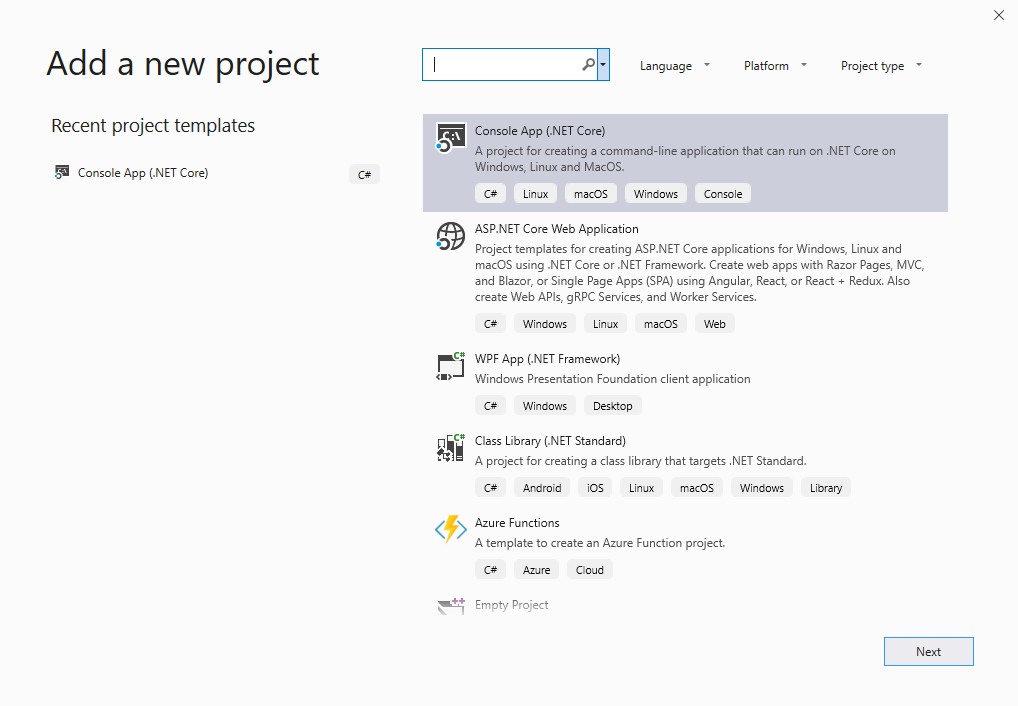 Add a new project
Language
Platform
Project type
Recent project templates
Console App (.NET Core)
C#
Console App (.NET Core)
A project for creating a command-line application that can run on .NET Core on
Windows, Linux and MacOS.
C# Linux macOS Windows Console
ASP.NET Core Web Application
Project templates for creating ASP.NET Core applications for Windows, Linux and
macOS using .NET Core or .NET Framework. Create web apps with Razor Pages, MVC,
and Blazor, or Single Page Apps (SPA) using Angular, React, or React + Redux. Also
create Web APIs, gRPC Services, and Worker Services.
C# Windows Linux macOS Web
WPF App (.NET Framework)
Windows Presentation Foundation client application
C# Windows Desktop
Class Library (.NET Standard)
A project for creating a class library that targets .NET Standard.
C# Android iOS Linux macOS Windows Library
Azure Functions
A template to create an Azure Function project.
C# Azure Cloud
Empty Project
Next